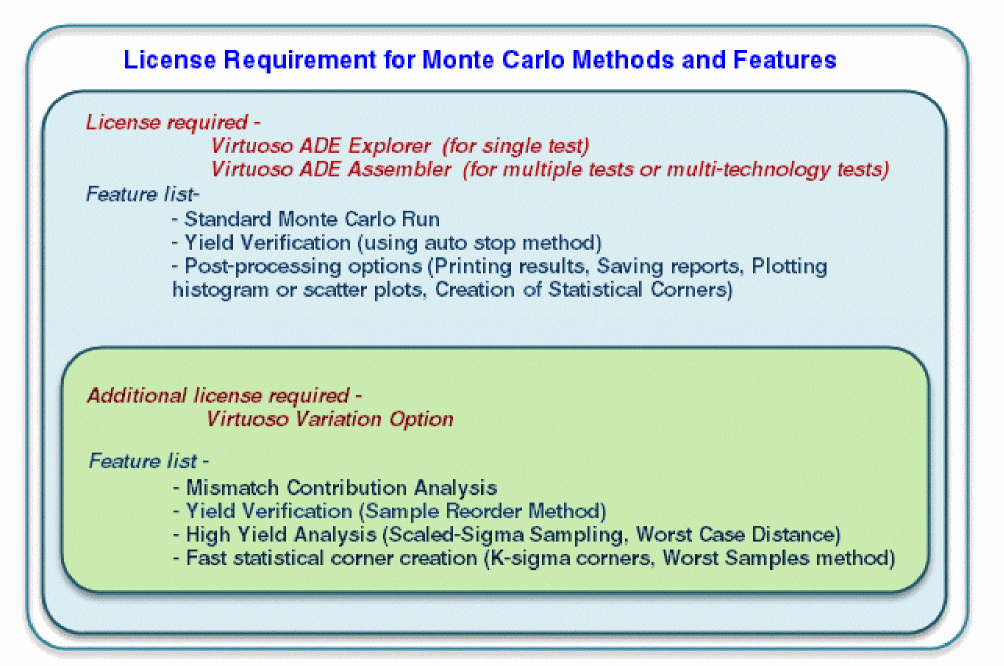 License Requirement for Monte Carlo Methods and Features
License required -
Virtuoso ADE Explorer (for single test)
Virtuoso ADE Assembler (for multiple tests or multi-technology tests)
Feature list-
- Standard Monte Carlo Run
- Yield Verification (using auto stop method)
- Post-processing options (Printing results, Saving reports, Plotting
histogram or scatter plots, Creation of Statistical Corners)
Additional license required -
Virtuoso Variation Option
Feature list -
- Mismatch Contribution Analysis
- Yield Verification (Sample Reorder Method)
- High Yield Analysis (Scaled-Sigma Sampling, Worst Case Distance)
- Fast statistical corner creation (K-sigma corners, Worst Samples method)